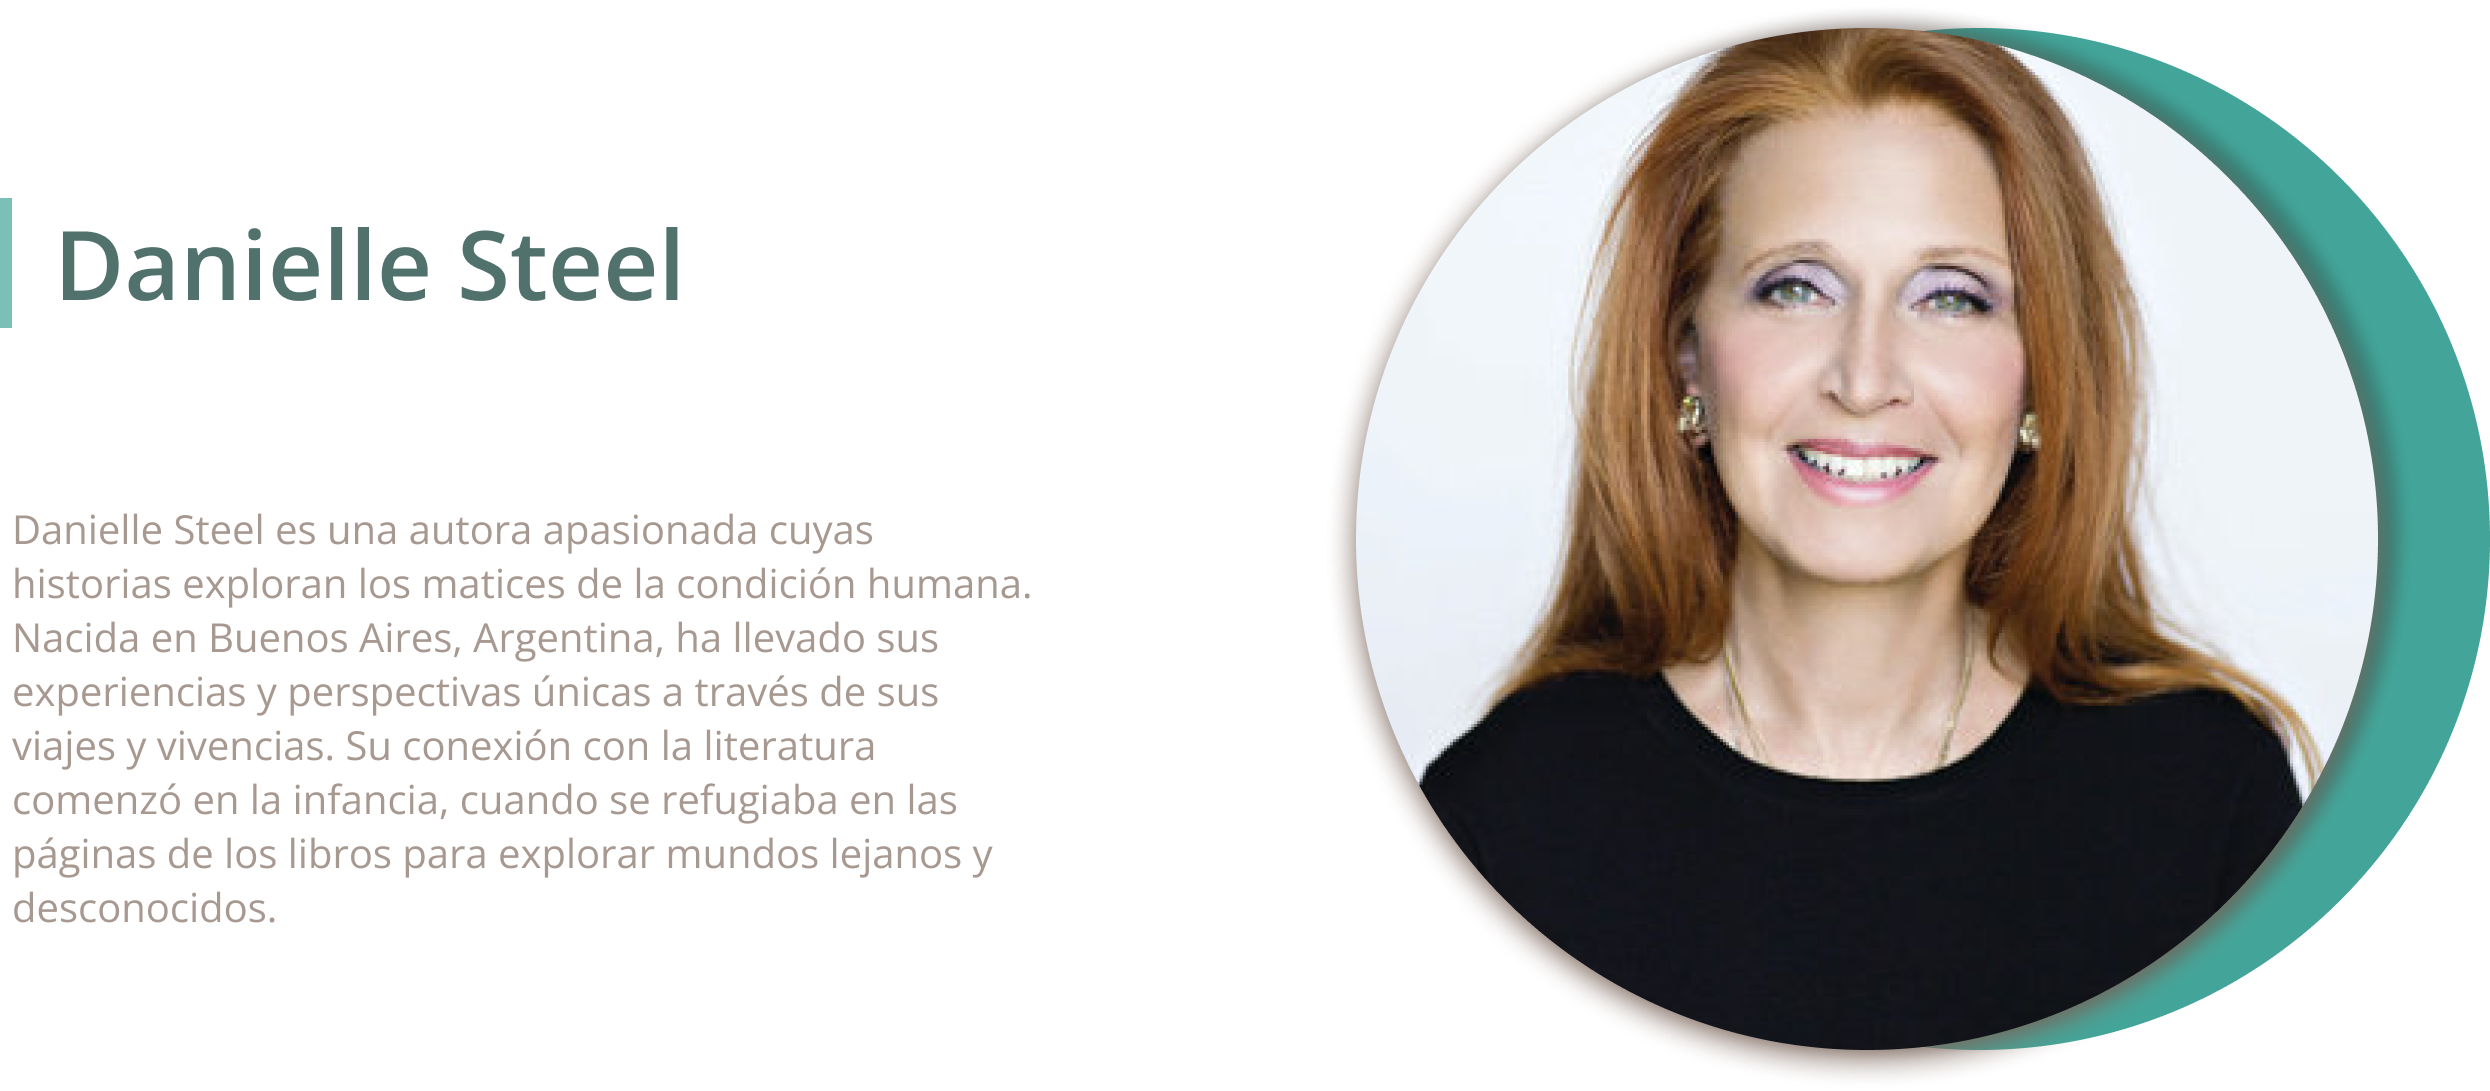 Danielle Steel
Danielle Steel es una autora apasionada cuyas
historias exploran los matices de la condición humana.
Nacida en Buenos Aires, Argentina, ha llevado sus
experiencias y perspectivas únicas a través de sus
viajes y vivencias. Su conexión con la literatura
comenzó en la infancia, cuando se refugiaba en las
páginas de los libros para explorar mundos lejanos y
desconocidos.